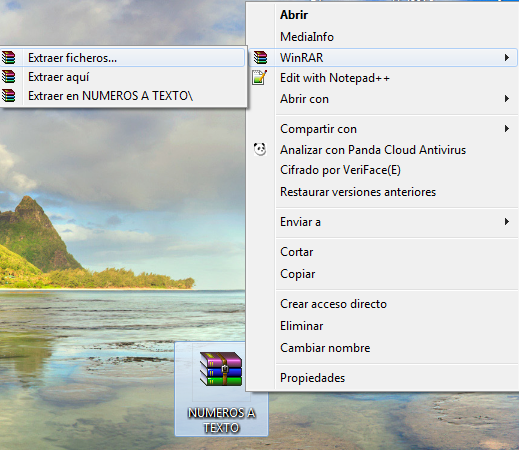 Abrir
MediaInfo
WinRAR
Extraer ficheros...
Extraer aquí
Extraer en NUMEROS A TEXTO\
Edit with Notepad++
Abrir con
Compartir con
Analizar con Panda Cloud Antivirus
Cifrado por VeriFace(E)
Restaurar versiones anteriores
Enviar a
Cortar
Copiar
Crear acceso directo
Eliminar
Cambiar nombre
Propiedades
NUMEROS A
TEXTO